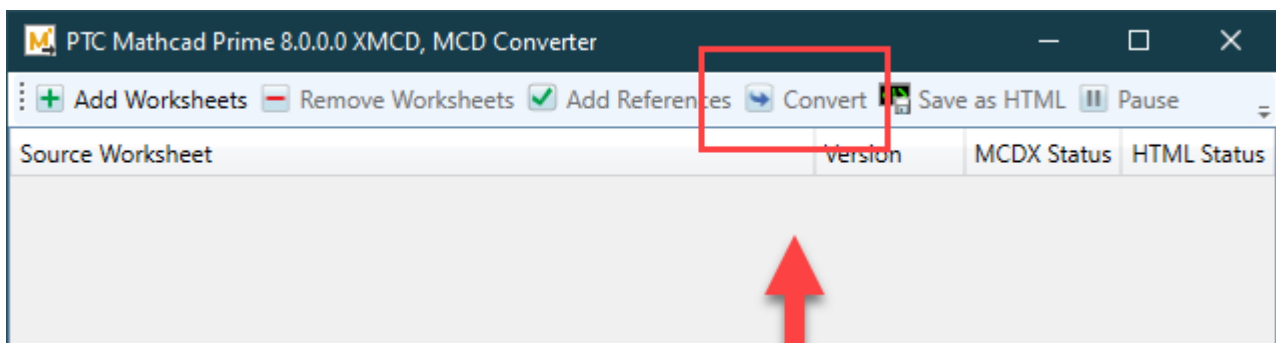 PTC Mathcad Prime 8.0.0.0 XMCD, MCD Converter
Add Worksheets Remove Worksheets Add References Convert Save as HTML Pause
Source Worksheet Version MCDX Status HTML Status